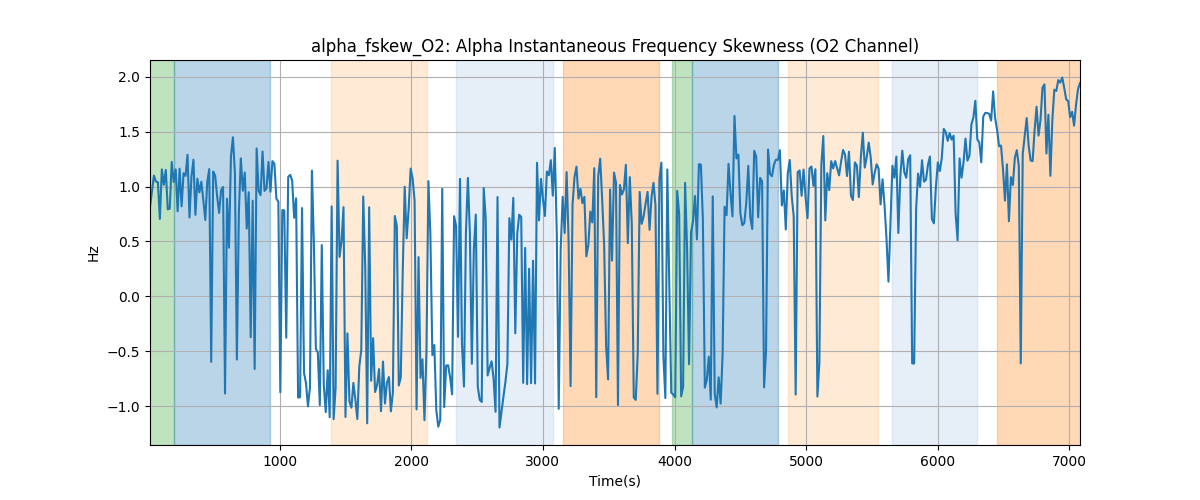 alpha_fskew_O2: Alpha Instantaneous Frequency Skewness (O2 Channel)
2.0
1.5
1.0
0.5
0.0
−0.5
−1.0
Hz
1000 2000 3000 4000 5000 6000 7000
Time(s)